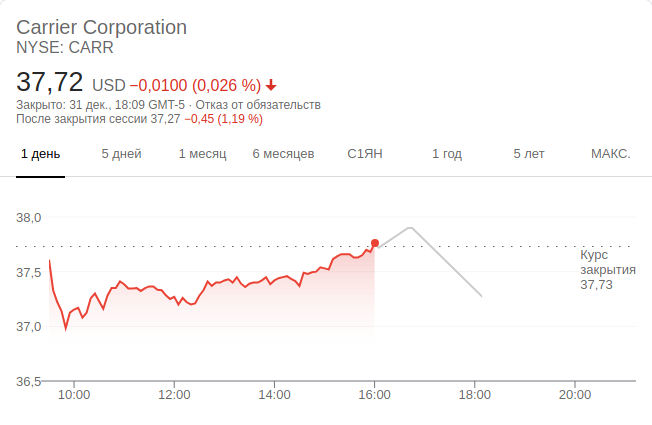 Carrier Corporation
NYSE: CARR
37,72 USD −0,0100 (0,026 %)
Закрыто: 31 дек., 18:09 GMT-5 · Отказ от обязательств
После закрытия сессии 37,27 −0,45 (1,19 %)
1 день 5 дней 1 месяц 6 месяцев С1ЯН 1 год 5 лет МАКС.
38,0
Курс
закрытия
37,73
37,5
37,0
36,5
10:00 12:00 14:00 16:00 18:00 20:00